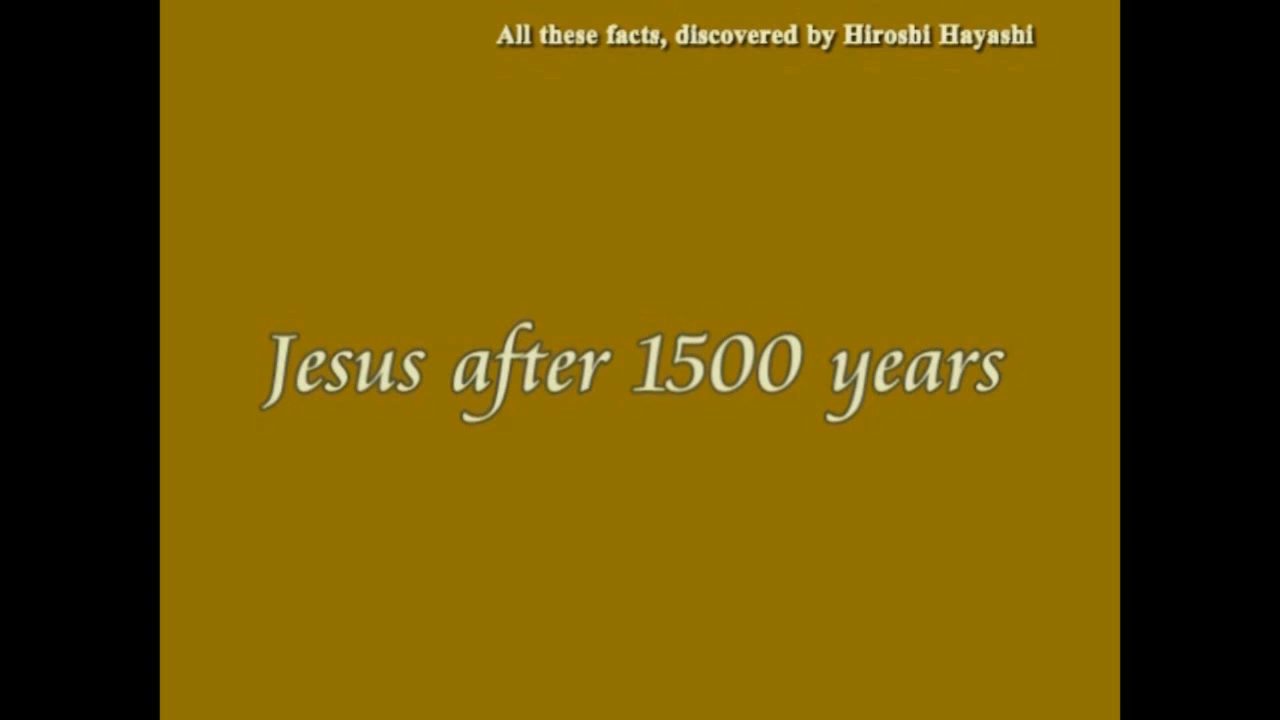 All these facts, discovered by Hiroshi Hayashi
Jesus after 1500 years